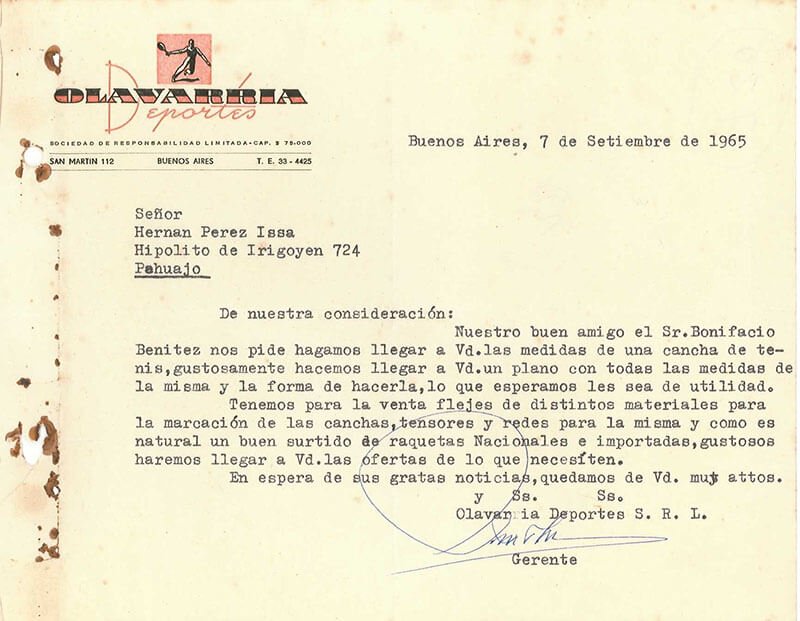 OLAVARRIA
Deportes
SOCIEDAD DE RESPONSABILIDAD LIMITADA-CAP. $ 75.000
SAN MARTIN 112 BUENOS AIRES T. E. 33-4425
Buenos Aires, 7 de Setiembre de 1965
Señor
Hernan Perez Issa
Hipolito de Irigoyen 724
Pehuajo
De nuestra consideración:
Nuestro buen amigo el Sr.Bonifacio
Benitez nos pide hagamos llegar a Vd.las medidas de una cancha de te-
nis,gustosamente hacemos llegar a Vd.un plano con todas las medidas de
la misma y la forma de hacerla,lo que esperamos les sea de utilidad.
Tenemos para la venta flejes de distintos materiales para
la marcación de las canchas,tensores y redes para la misma y como es
natural un buen surtido de raquetas Nacionales e importadas,gustosos
haremos llegar a Vd.las ofertas de lo que necesíten.
En espera de sus gratas noticias,quedamos de Vd. muy attos.
y Ss. Ss.
Olavarria Deportes S. R. L.
Gerente